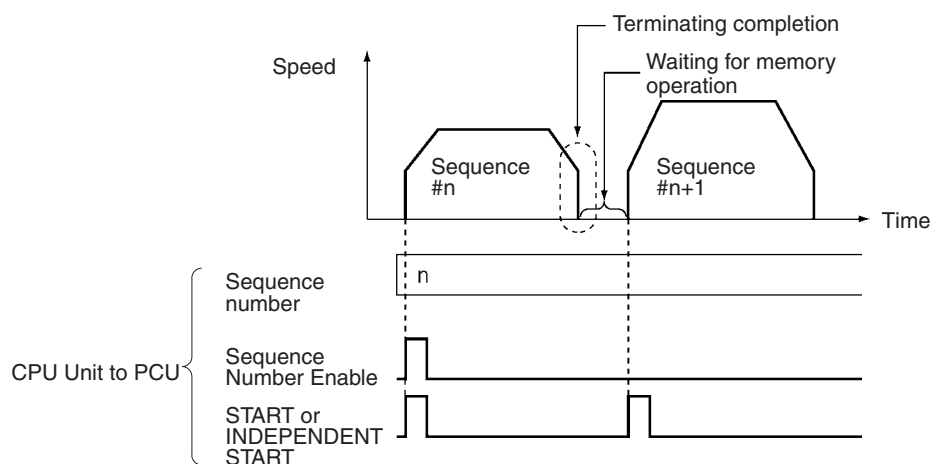 Terminating completion
Speed
Waiting for memory
operation
Sequence
#n
Sequence
#n+1
Time
Sequence
number
n
CPU Unit to PCU
Sequence
Number Enable
START or
INDEPENDENT
START